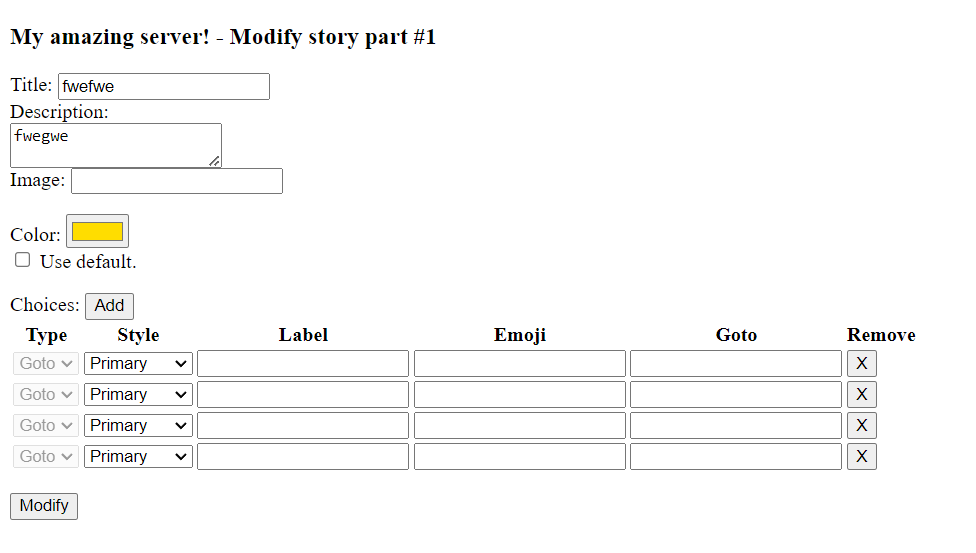 My amazing server! - Modify story part #1
Title: fwefwe
Description:
fwegwe
Image:
Color:
Use default.
Choices: Add
Type Style Label Emoji Goto Remove
Goto Primary X
Goto Primary X
Goto Primary X
Goto Primary X
Modify